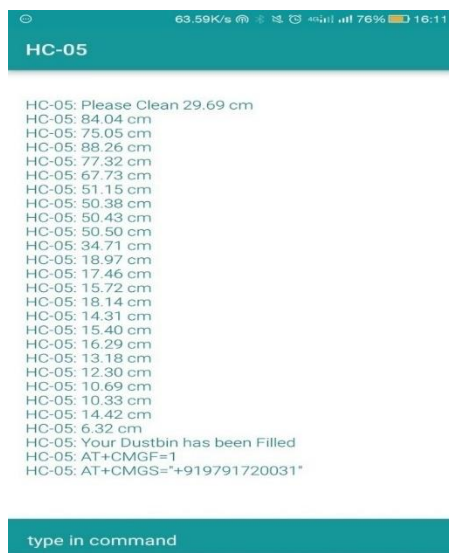 63.59K/s 4G 76% 16:11
HC-05
HC-05: Please Clean 29.69 cm
HC-05: 84.04 cm
HC-05: 75.05 cm
HC-05: 88.26 cm
HC-05: 77.32 cm
HC-05: 67.73 cm
HC-05: 51.15 cm
HC-05: 50.38 cm
HC-05: 50.43 cm
HC-05: 50.50 cm
HC-05: 34.71 cm
HC-05: 18.97 cm
HC-05: 17.46 cm
HC-05: 15.72 cm
HC-05: 18.14 cm
HC-05: 14.31 cm
HC-05: 15.40 cm
HC-05: 16.29 cm
HC-05: 13.18 cm
HC-05: 12.30 cm
HC-05: 10.69 cm
HC-05: 10.33 cm
HC-05: 14.42 cm
HC-05: 6.32 cm
HC-05: Your Dustbin has been Filled
HC-05: AT+CMGF=1
HC-05: AT+CMGS="+919791720031"
type in command